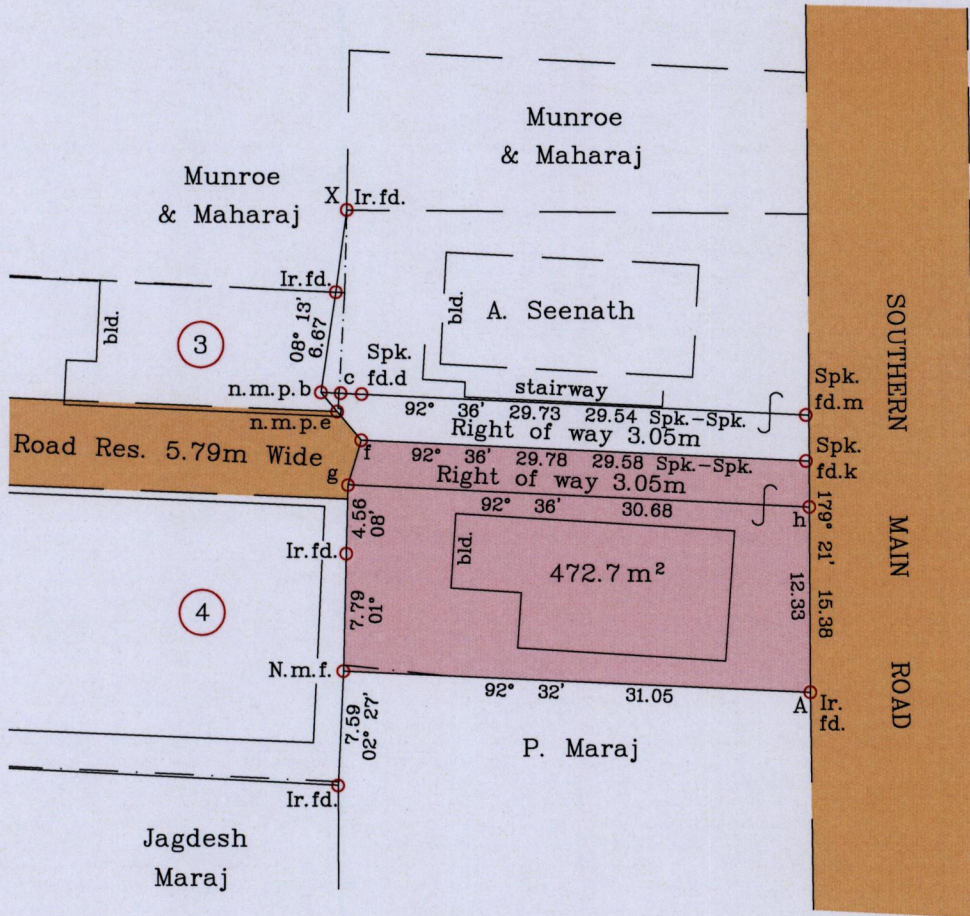 Munroe
& Maharaj
Munroe
& Maharaj
X
Ir.fd.
Ir.fd.
08° 13'
6.67
bld.
3
bld.
A. Seenath
SOUTHERN MAIN ROAD
Spk.
fd.d
c
n.m.p.b
stairway
Spk.
fd.m
92° 36' 29.73 29.54 Spk.-Spk.
n.m.p.e
Right of way 3.05m
Road Res. 5.79m Wide
f
92° 36' 29.78 29.58 Spk.-Spk.
Spk.
fd.k
g
Right of way 3.05m
92° 36' 30.68
h
4.56
08'
179° 21'
12.33
15.38
bld.
472.7 m²
Ir.fd.
4
7.79
01°
N.m.f.
92° 32' 31.05
A
Ir.
fd.
7.59
02° 27'
P. Maraj
Ir.fd.
Jagdesh
Maraj